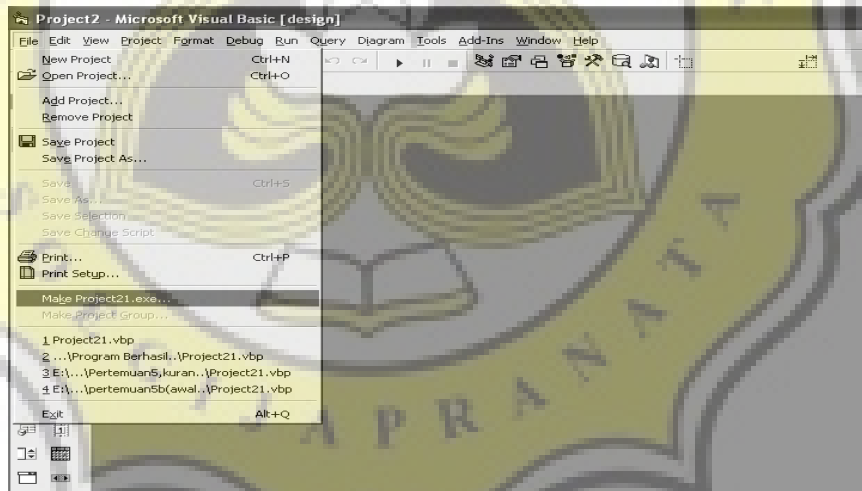 Project2 - Microsoft Visual Basic [design]
File Edit View Project Format Debug Run Query Diagram Tools Add-Ins Window Help
New Project Ctrl+N
Open Project... Ctrl+O
Add Project...
Remove Project
Save Project
Save Project As...
Save Ctrl+S
Save As...
Save Selection
Save Change Script
Print... Ctrl+P
Print Setup...
Make Project21.exe...
Make Project Group...
1 Project21.vbp
2 ...\Program Berhasil..\Project21.vbp
3 E:\...\Pertemuan5,kuran..\Project21.vbp
4 E:\...\pertemuan5b(awal..\Project21.vbp
Exit Alt+Q
IJAPRANATA